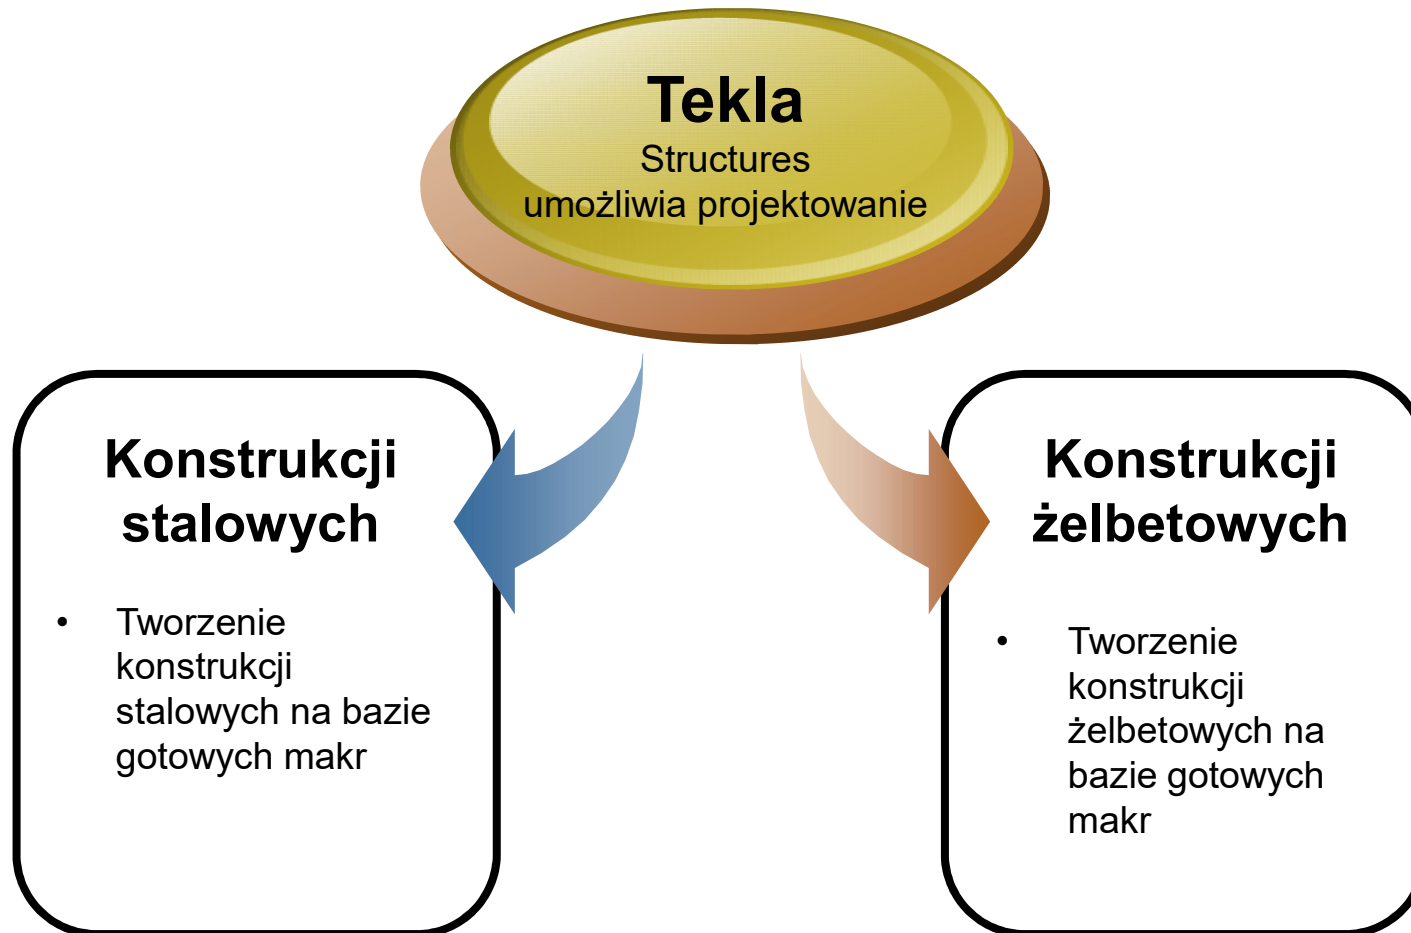 Tekla
Structures
umożliwia projektowanie
Konstrukcji
stalowych
• Tworzenie
konstrukcji
stalowych na bazie
gotowych makr
Konstrukcji
żelbetowych
• Tworzenie
konstrukcji
żelbetowych na
bazie gotowych
makr